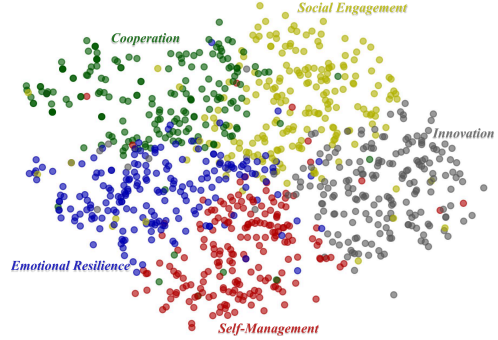 Social Engagement
Cooperation
Innovation
Emotional Resilience
Self-Management